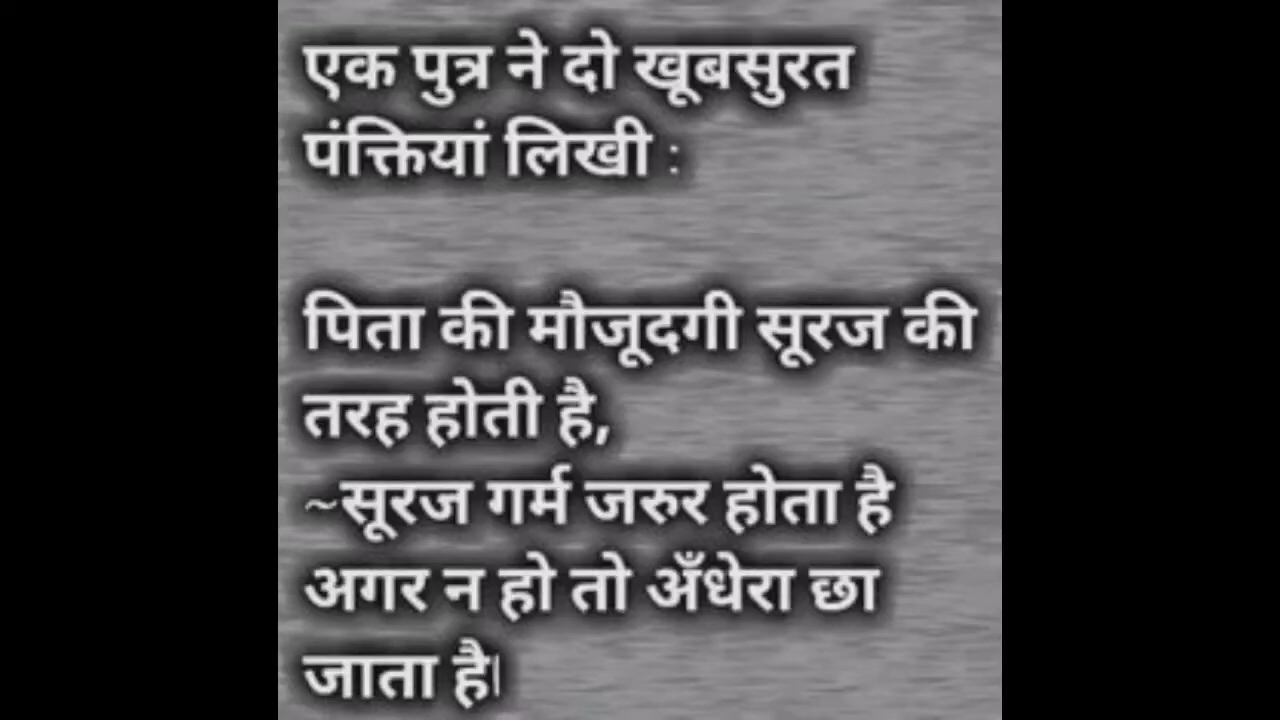 एक पुत्र ने दो खूबसुरत
पंक्तियां लिखी :
पिता की मौजूदगी सूरज की
तरह होती है,
~सूरज गर्म जरुर होता है
अगर न हो तो अँधेरा छा
जाता है|